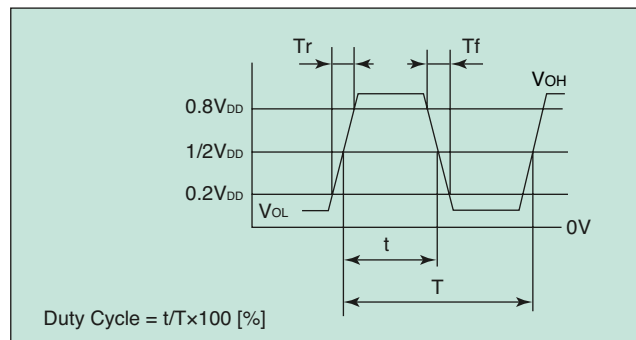 Tr Tf
VOH
0.8VDD
1/2VDD
0.2VDD
VOL
0V
t
T
Duty Cycle = t/T×100 [%]